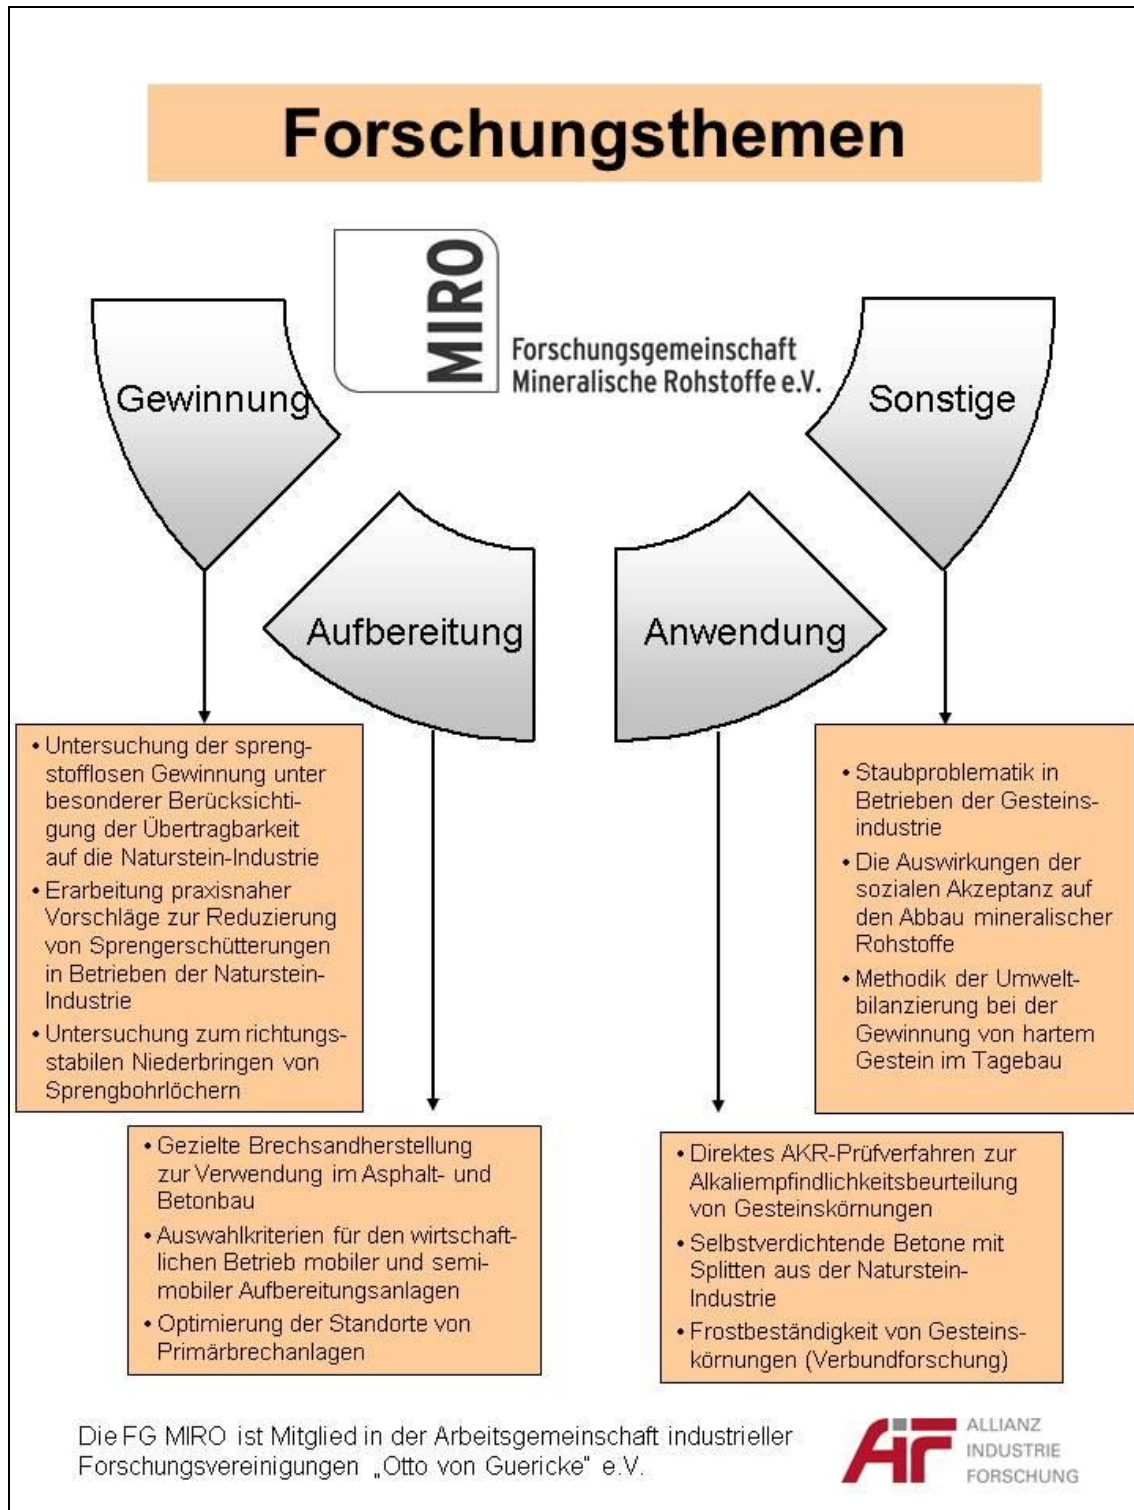 Forschungsthemen
MIRO
Forschungsgemeinschaft
Mineralische Rohstoffe e.V.
Gewinnung
Sonstige
Aufbereitung
Anwendung
• Untersuchung der spreng-
stofflosen Gewinnung unter
besonderer Berücksichti-
gung der Übertragbarkeit
auf die Naturstein-Industrie
• Erarbeitung praxisnaher
Vorschläge zur Reduzierung
von Sprengerschütterungen
in Betrieben der Naturstein-
Industrie
• Untersuchung zum richtungs-
stabilen Niederbringen von
Sprengbohrlöchern
• Staubproblematik in
Betrieben der Gesteins-
industrie
• Die Auswirkungen der
sozialen Akzeptanz auf
den Abbau mineralischer
Rohstoffe
• Methodik der Umwelt-
bilanzierung bei der
Gewinnung von hartem
Gestein im Tagebau
• Gezielte Brechsandherstellung
zur Verwendung im Asphalt- und
Betonbau
• Auswahlkriterien für den wirtschaft-
lichen Betrieb mobiler und semi-
mobiler Aufbereitungsanlagen
• Optimierung der Standorte von
Primärbrechanlagen
• Direktes AKR-Prüfverfahren zur
Alkaliempfindlichkeitsbeurteilung
von Gesteinskörnungen
• Selbstverdichtende Betone mit
Splitten aus der Naturstein-
Industrie
• Frostbeständigkeit von Gesteins-
körnungen (Verbundforschung)
Die FG MIRO ist Mitglied in der Arbeitsgemeinschaft industrieller
Forschungsvereinigungen „Otto von Guericke“ e.V.
AiF
ALLIANZ
INDUSTRIE
FORSCHUNG